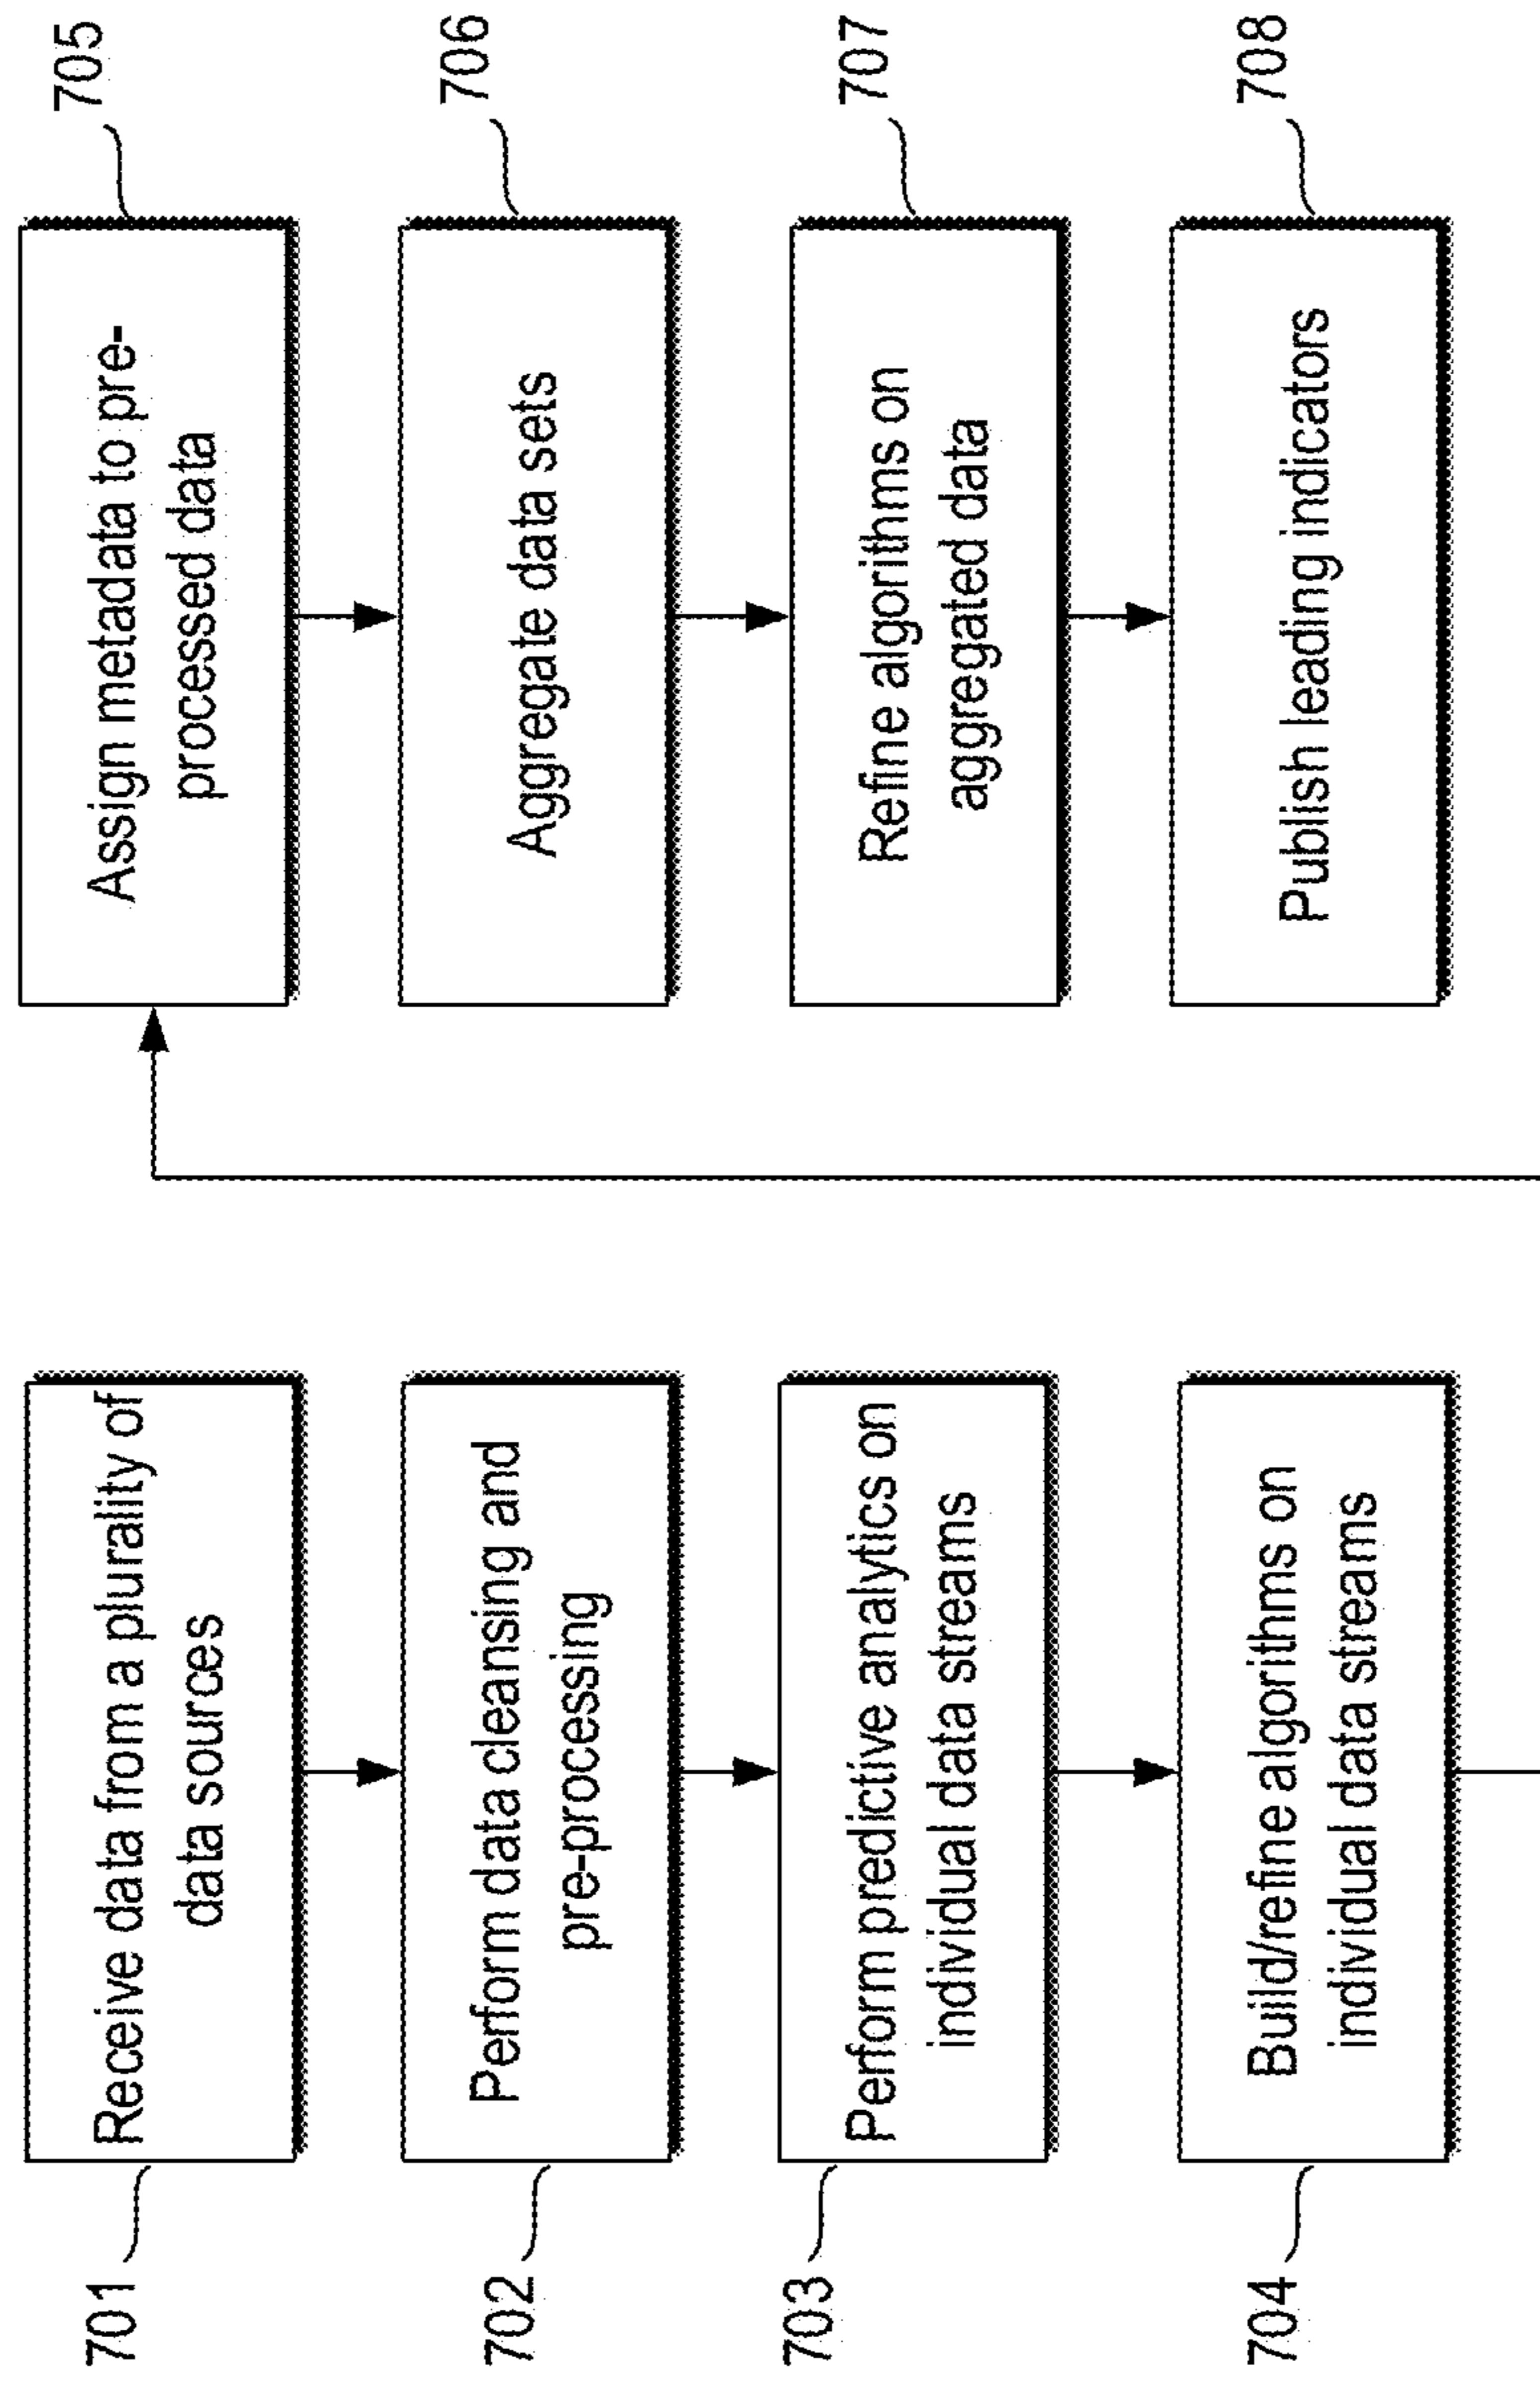 701
Receive data from a plurality of
data sources
702
Perform data cleansing and
pre-processing
703
Perform predictive analytics on
individual data streams
704
Build/refine algorithms on
individual data streams
705
Assign metadata to pre-
processed data
706
Aggregate data sets
707
Refine algorithms on
aggregated data
708
Publish leading indicators